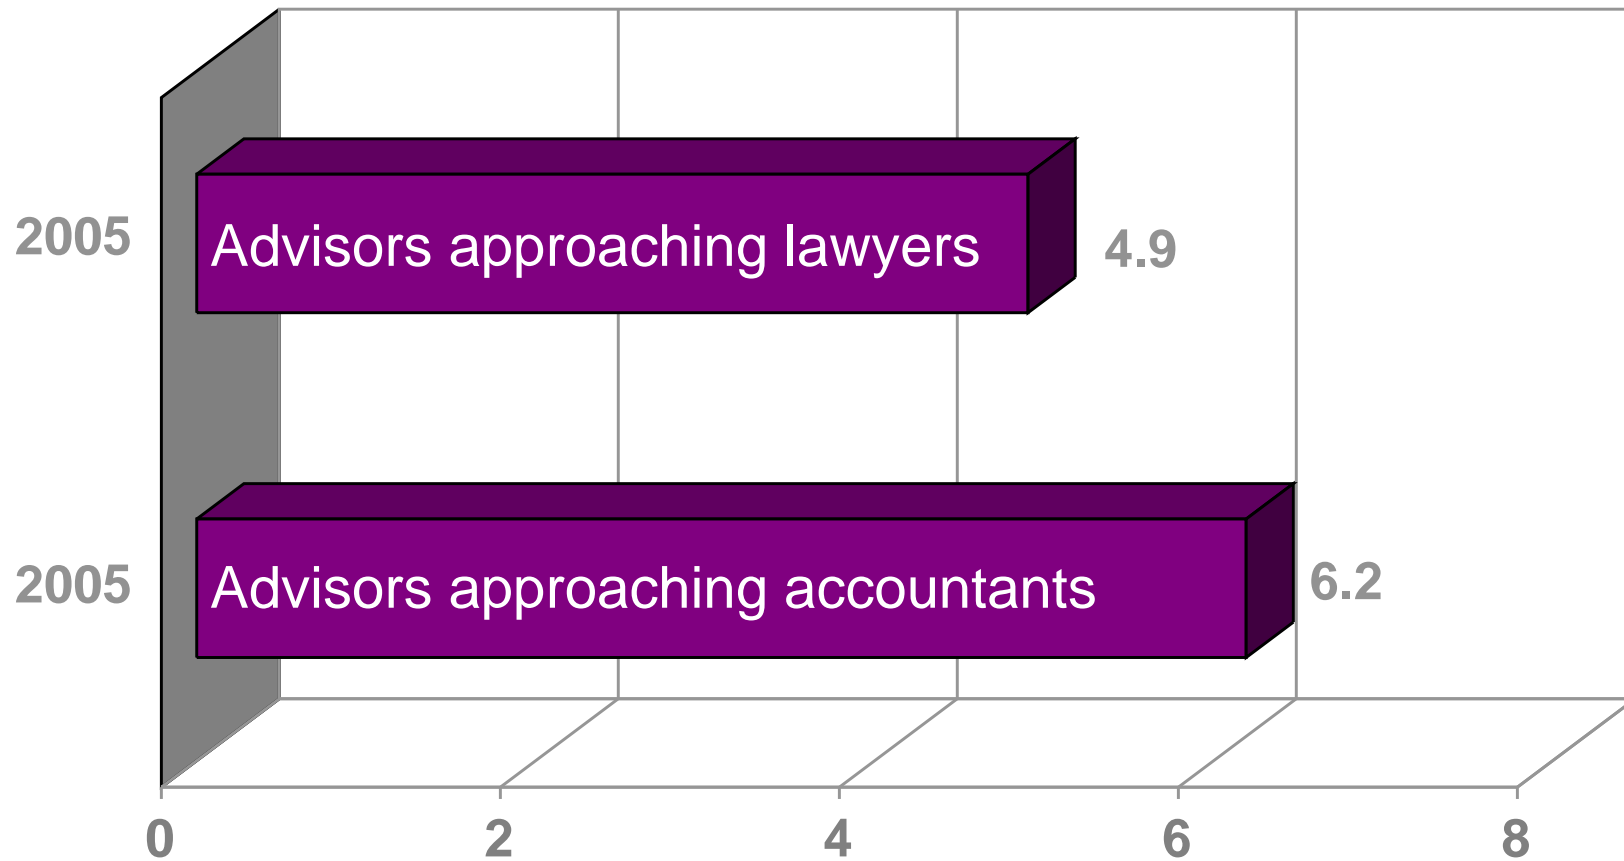 2005 Advisors approaching lawyers 4.9
2005 Advisors approaching accountants 6.2
0 2 4 6 8